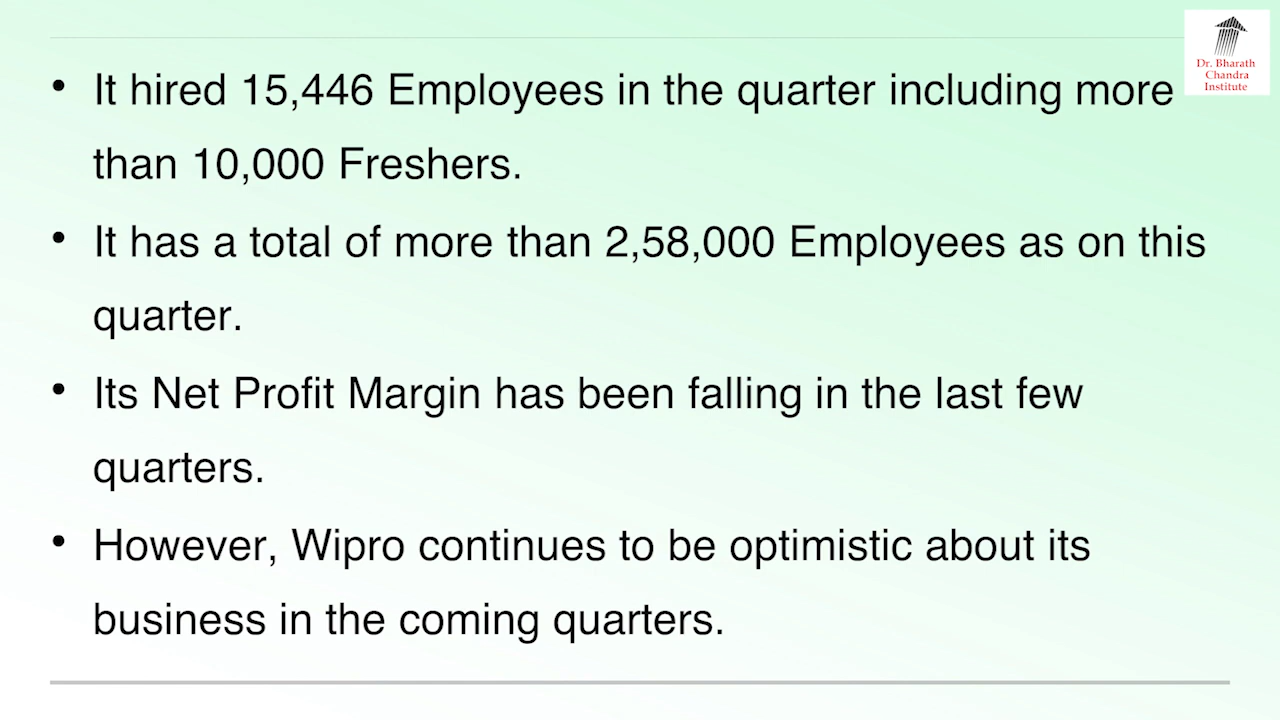 • It hired 15,446 Employees in the quarter including more
than 10,000 Freshers.
• It has a total of more than 2,58,000 Employees as on this
quarter.
• Its Net Profit Margin has been falling in the last few
quarters.
• However, Wipro continues to be optimistic about its
business in the coming quarters.
Dr. Bharath
Chandra
Institute